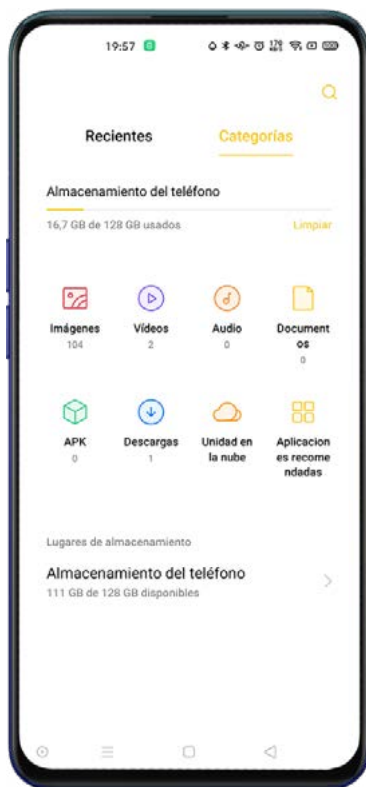 19:57
Recientes Categorías
Almacenamiento del teléfono
16,7 GB de 128 GB usados Limpiar
Imágenes Vídeos Audio Document
os
104 2 0 0
APK Descargas Unidad en Aplicacion
la nube es recome
ndadas
0 1
Lugares de almacenamiento
Almacenamiento del teléfono
111 GB de 128 GB disponibles